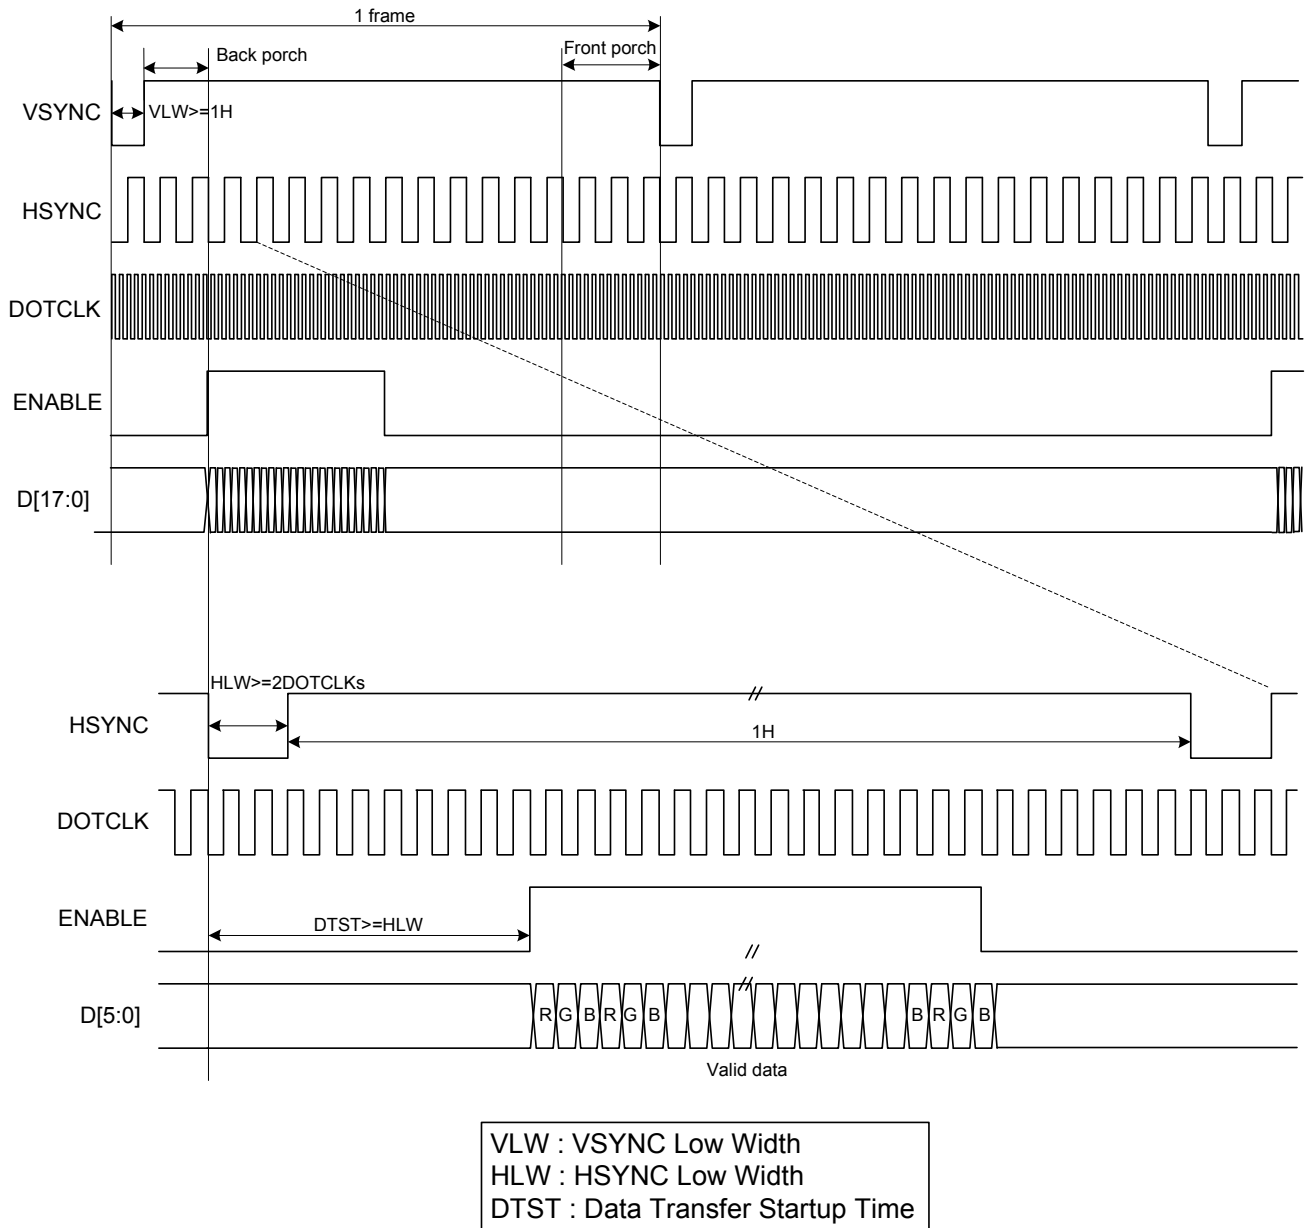 1 frame
Back porch
Front porch
VSYNC
VLW>=1H
HSYNC
DOTCLK
ENABLE
D[17:0]
HLW>=2DOTCLKs
//
HSYNC
1H
DOTCLK
ENABLE
DTST>=HLW
//
//
D[5:0]
R G B R G B B R G B
Valid data
VLW : VSYNC Low Width
HLW : HSYNC Low Width
DTST : Data Transfer Startup Time